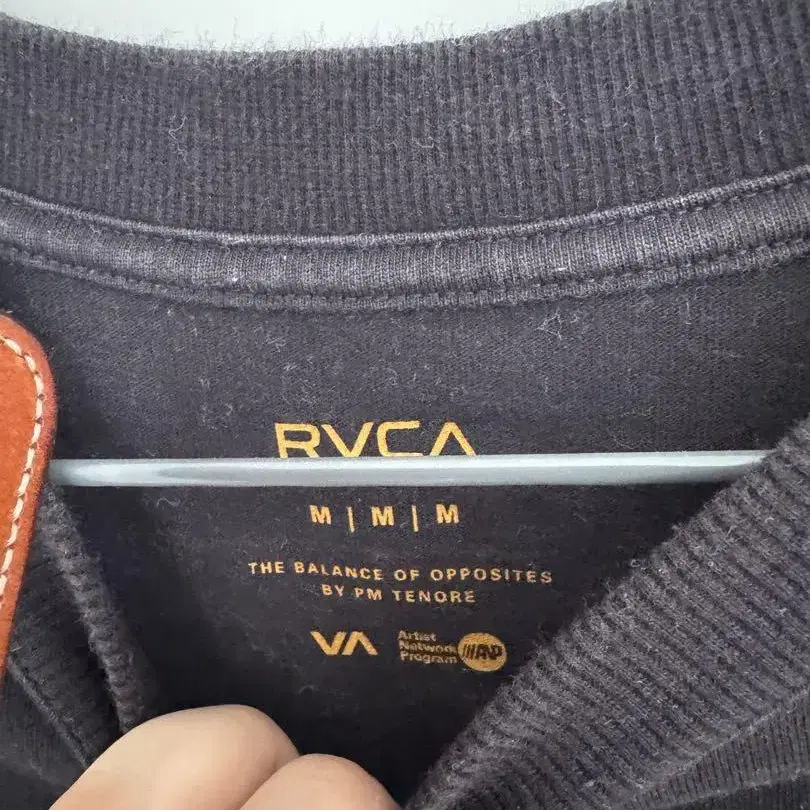 RVCA
M | M | M
THE BALANCE OF OPPOSITES
BY PM TENORE
VA
Artist
Network
Program
ANP